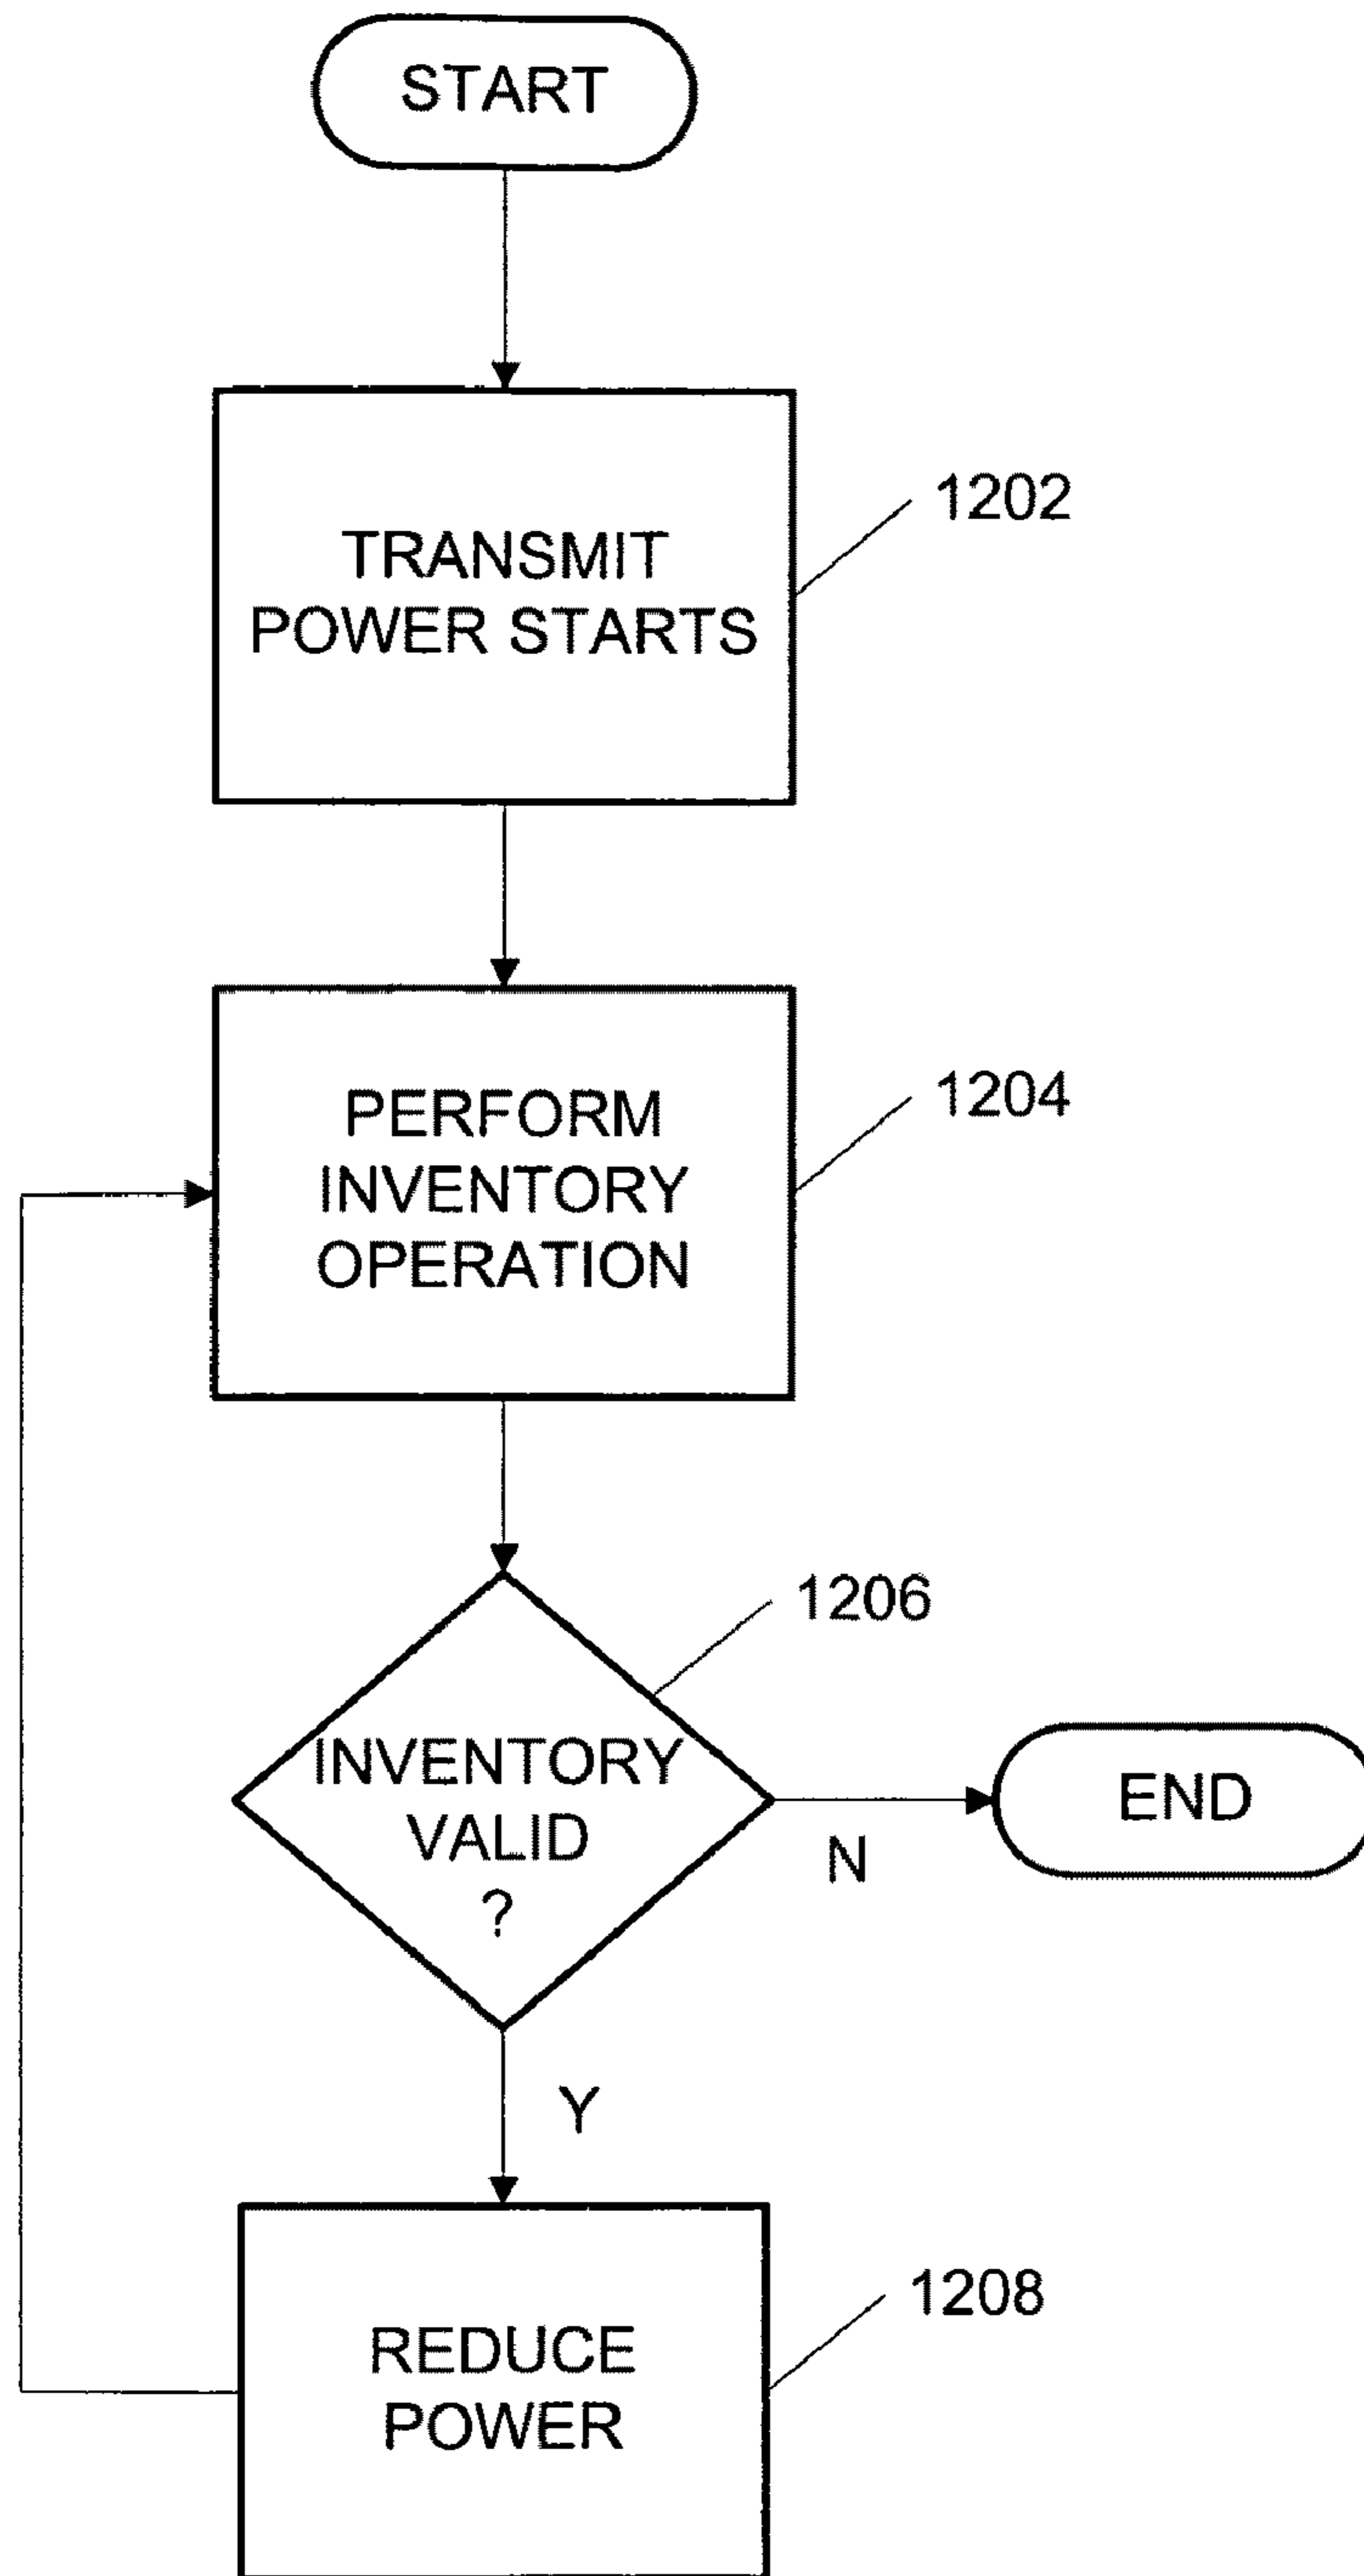 START
TRANSMIT
POWER STARTS
1202
PERFORM
INVENTORY
OPERATION
1204
INVENTORY
VALID
?
1206
N
END
Y
REDUCE
POWER
1208